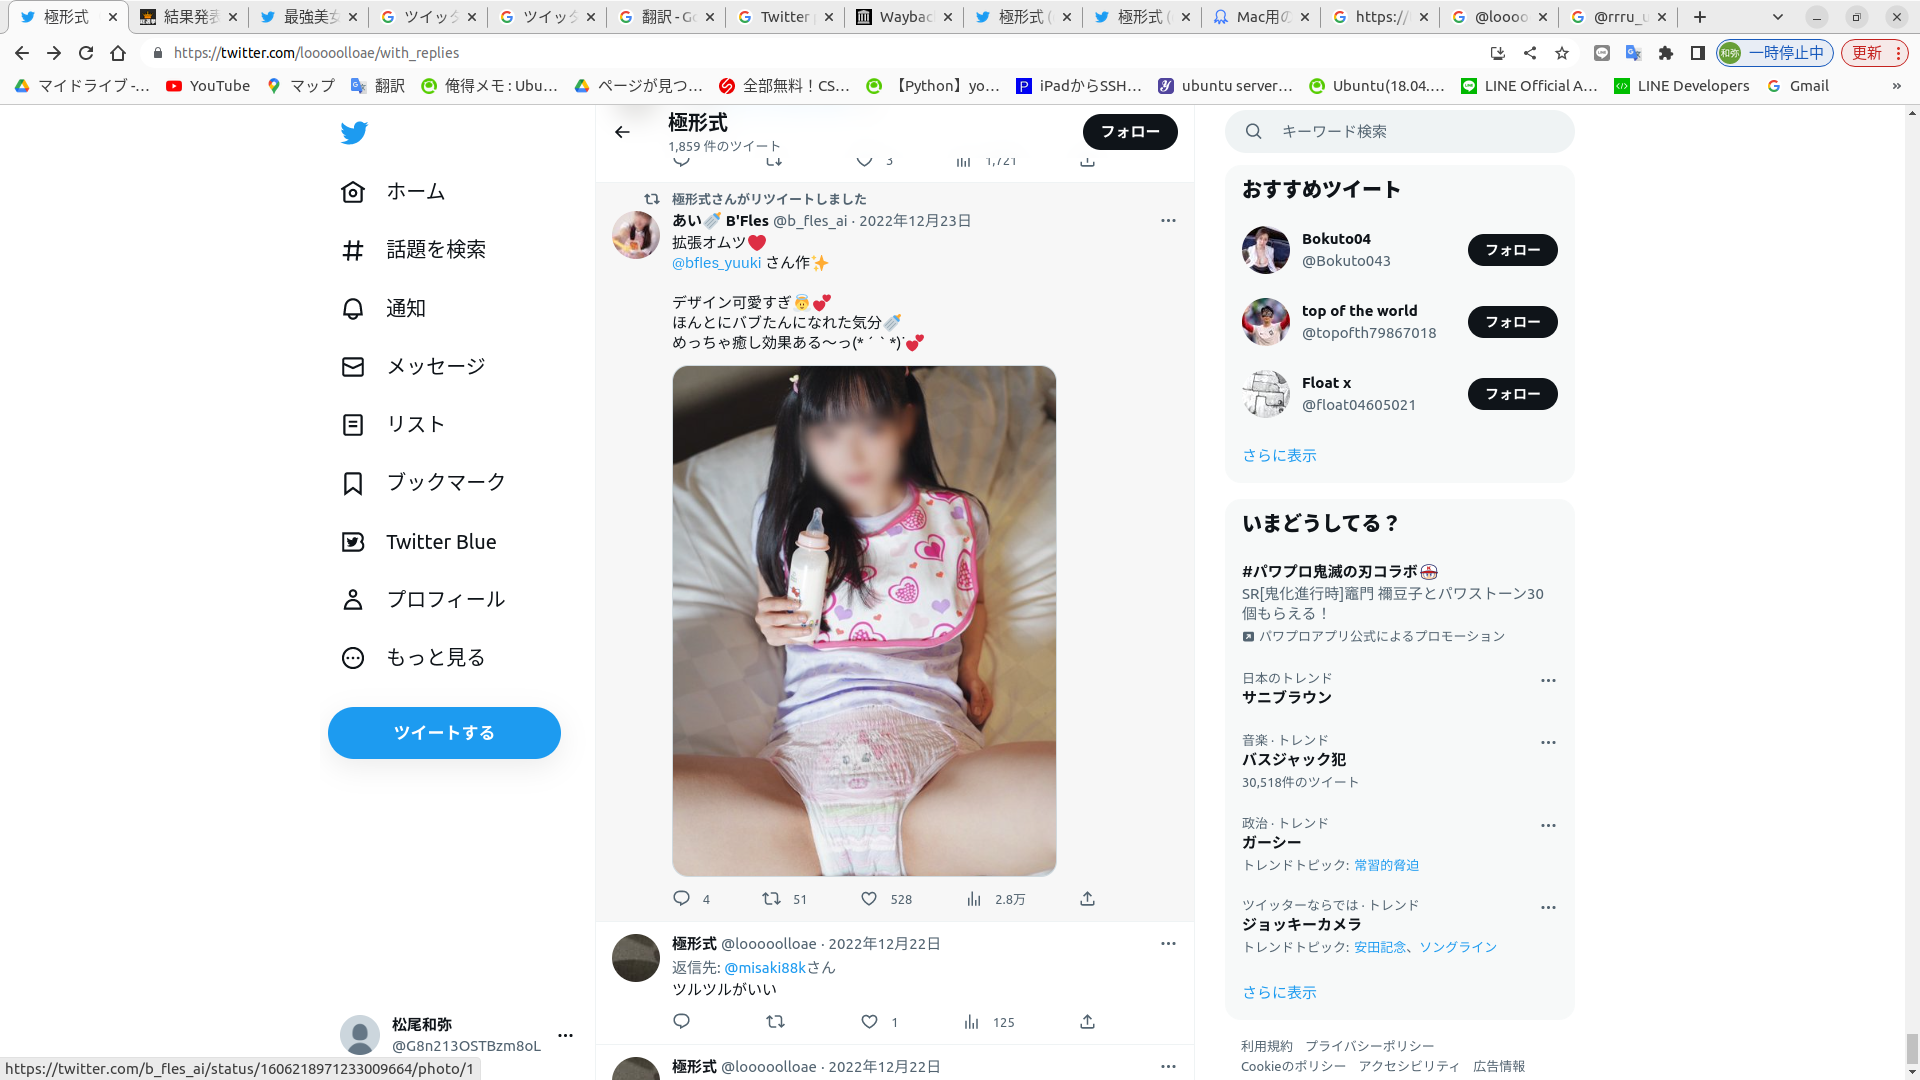 極形式
結果発表
最強美女
ツイッタ
ツイッタ
翻訳 - Go
Twitter
Waybac
極形式 (
極形式 (
Mac用の
https://
@loooo
@rrru_u
https://twitter.com/looooolloae/with_replies
和弥
一時停止中
更新
マイドライブ -…
YouTube
マップ
翻訳
俺得メモ : Ubu…
ページが見つ…
全部無料！CS…
【Python】yo…
iPadからSSH…
ubuntu server…
Ubuntu(18.04.…
LINE Official A…
LINE Developers
Gmail
»
ホーム
話題を検索
通知
メッセージ
リスト
ブックマーク
Twitter Blue
プロフィール
もっと見る
ツイートする
松尾和弥
@G8n213OSTBzm8oL
https://twitter.com/b_fles_ai/status/1606218971233009664/photo/1
極形式
1,859 件のツイート
フォロー
3
1,721
極形式さんがリツイートしました
あい🍼 B'Fles @b_fles_ai · 2022年12月23日
拡張オムツ❤️
@bfles_yuuki さん作✨
デザイン可愛すぎ👼💕
ほんとにバブたんになれた気分🍼
めっちゃ癒し効果ある〜っ(* ´ ` *)˙💕
4
51
528
2.8万
極形式 @looooolloae · 2022年12月22日
返信先: @misaki88kさん
ツルツルがいい
1
125
極形式 @looooolloae · 2022年12月22日
キーワード検索
おすすめツイート
Bokuto04
@Bokuto043
フォロー
top of the world
@topofth79867018
フォロー
Float x
@float04605021
フォロー
さらに表示
いまどうしてる？
#パワプロ鬼滅の刃コラボ
SR[鬼化進行時]竈門 禰豆子とパワストーン30
個もらえる！
パワプロアプリ公式によるプロモーション
日本のトレンド
サニブラウン
音楽 · トレンド
バスジャック犯
30,518件のツイート
政治 · トレンド
ガーシー
トレンドトピック: 常習的脅迫
ツイッターならでは · トレンド
ジョッキーカメラ
トレンドトピック: 安田記念、ソングライン
さらに表示
利用規約 プライバシーポリシー
Cookieのポリシー アクセシビリティ 広告情報